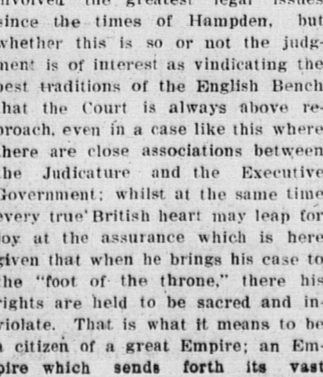 involved the greatest legal issues
since the times of Hampden, but
whether this is so or not the judg-
ment is of interest as vindicating the
best traditions of the English Bench
that the Court is always above re-
proach, even in a case like this where
there are close associations between
the Judicature and the Executive
Government; whilst at the same time
every true British heart may leap for
joy at the assurance which is here
given that when he brings his case to
the "foot of the throne," there his
rights are held to be sacred and in-
violate. That is what it means to be
a citizen of a great Empire; an Em-
pire which sends forth its vast